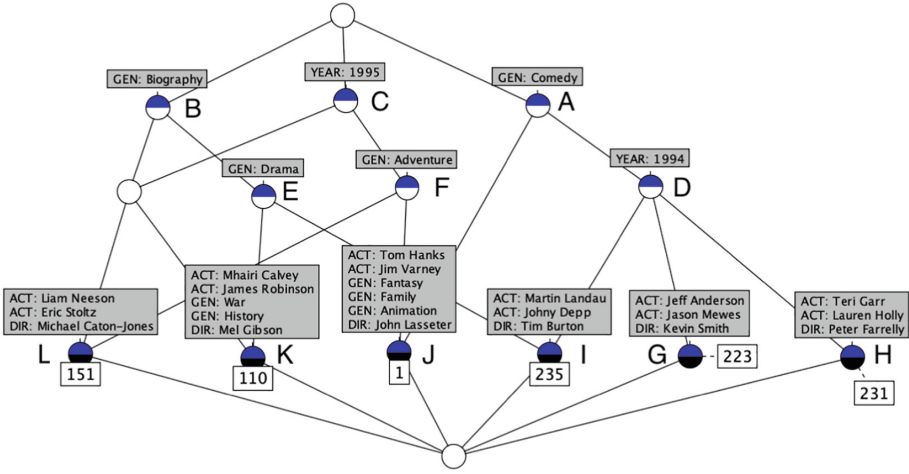 GEN: Biography
B
YEAR: 1995
C
GEN: Comedy
A
GEN: Drama
E
GEN: Adventure
F
YEAR: 1994
D
ACT: Liam Neeson
ACT: Eric Stoltz
DIR: Michael Caton-Jones
L
151
ACT: Mhairi Calvey
ACT: James Robinson
GEN: War
GEN: History
DIR: Mel Gibson
K
110
ACT: Tom Hanks
ACT: Jim Varney
GEN: Fantasy
GEN: Family
GEN: Animation
DIR: John Lasseter
J
1
ACT: Martin Landau
ACT: Johny Depp
DIR: Tim Burton
I
235
ACT: Jeff Anderson
ACT: Jason Mewes
DIR: Kevin Smith
G
223
ACT: Teri Garr
ACT: Lauren Holly
DIR: Peter Farrelly
H
231